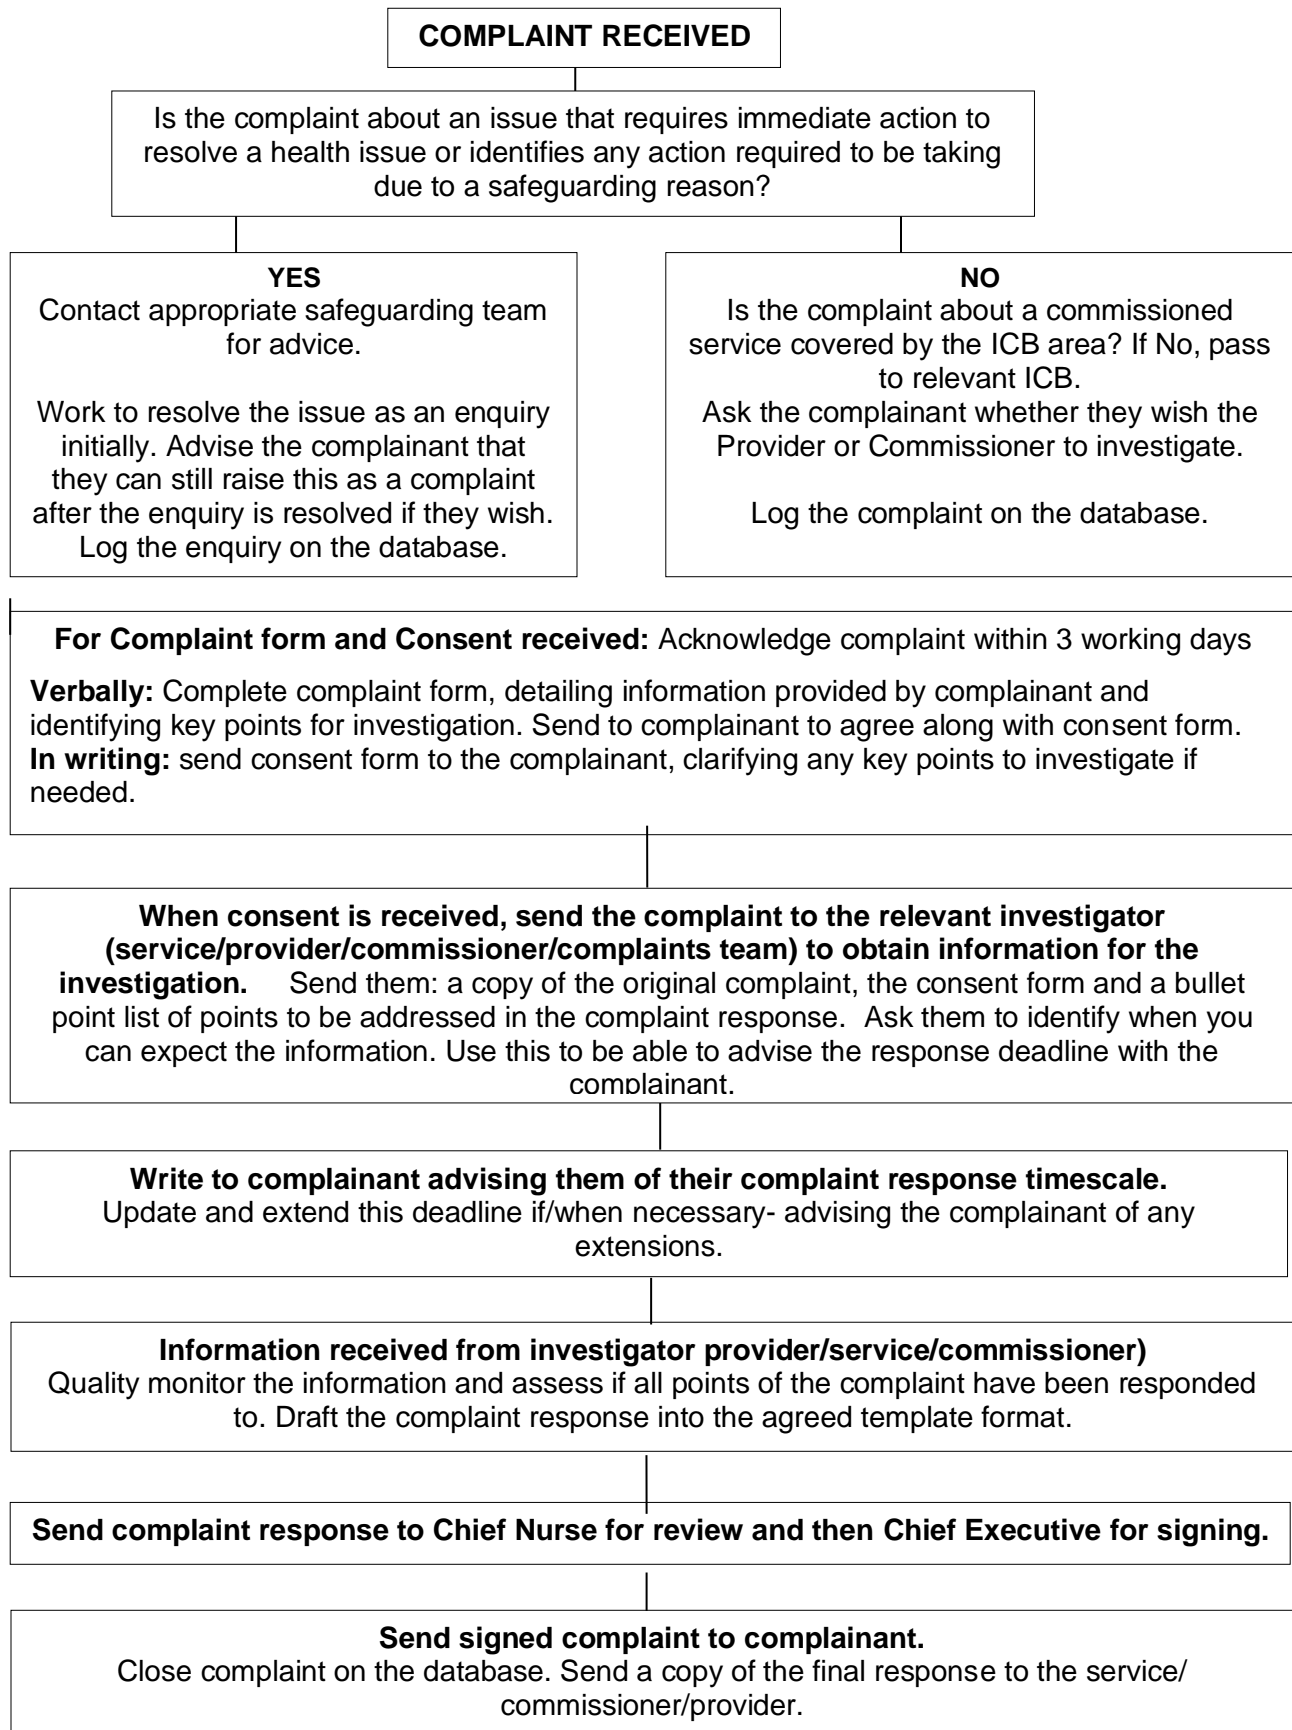 COMPLAINT RECEIVED
Is the complaint about an issue that requires immediate action to
resolve a health issue or identifies any action required to be taking
due to a safeguarding reason?
YES
Contact appropriate safeguarding team
for advice.
Work to resolve the issue as an enquiry
initially. Advise the complainant that
they can still raise this as a complaint
after the enquiry is resolved if they wish.
Log the enquiry on the database.
NO
Is the complaint about a commissioned
service covered by the ICB area? If No, pass
to relevant ICB.
Ask the complainant whether they wish the
Provider or Commissioner to investigate.
Log the complaint on the database.
For Complaint form and Consent received: Acknowledge complaint within 3 working days
Verbally: Complete complaint form, detailing information provided by complainant and
identifying key points for investigation. Send to complainant to agree along with consent form.
In writing: send consent form to the complainant, clarifying any key points to investigate if
needed.
When consent is received, send the complaint to the relevant investigator
(service/provider/commissioner/complaints team) to obtain information for the
investigation. Send them: a copy of the original complaint, the consent form and a bullet
point list of points to be addressed in the complaint response. Ask them to identify when you
can expect the information. Use this to be able to advise the response deadline with the
complainant.
Write to complainant advising them of their complaint response timescale.
Update and extend this deadline if/when necessary- advising the complainant of any
extensions.
Information received from investigator provider/service/commissioner)
Quality monitor the information and assess if all points of the complaint have been responded
to. Draft the complaint response into the agreed template format.
Send complaint response to Chief Nurse for review and then Chief Executive for signing.
Send signed complaint to complainant.
Close complaint on the database. Send a copy of the final response to the service/
commissioner/provider.